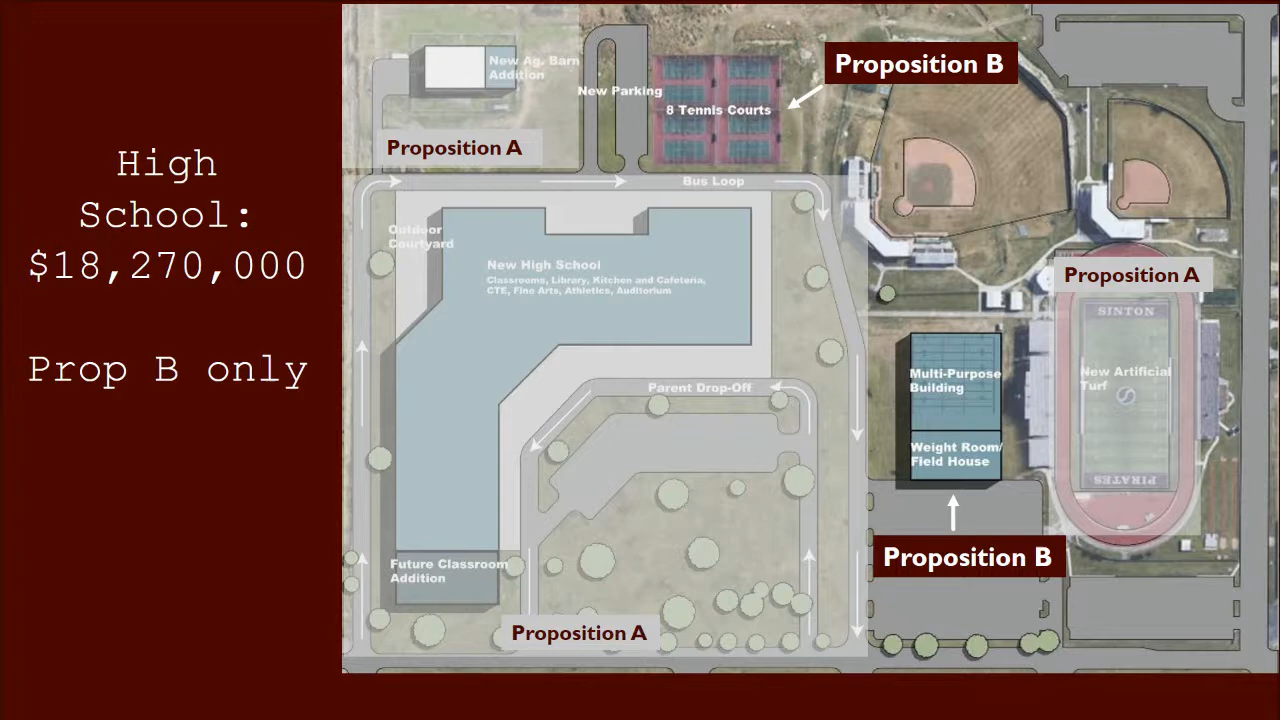 High
School:
$18,270,000
Prop B only
New Ag. Barn
Addition
Proposition A
New Parking
8 Tennis Courts
Proposition B
Bus Loop
Outdoor
Courtyard
New High School
Classrooms, Library, Kitchen and Cafeteria,
CTE, Fine Arts, Athletics, Auditorium
Proposition A
SINTON
New Artificial
Turf
S
PIRATES
Multi-Purpose
Building
Weight Room/
Field House
Parent Drop-Off
Proposition B
Future Classroom
Addition
Proposition A